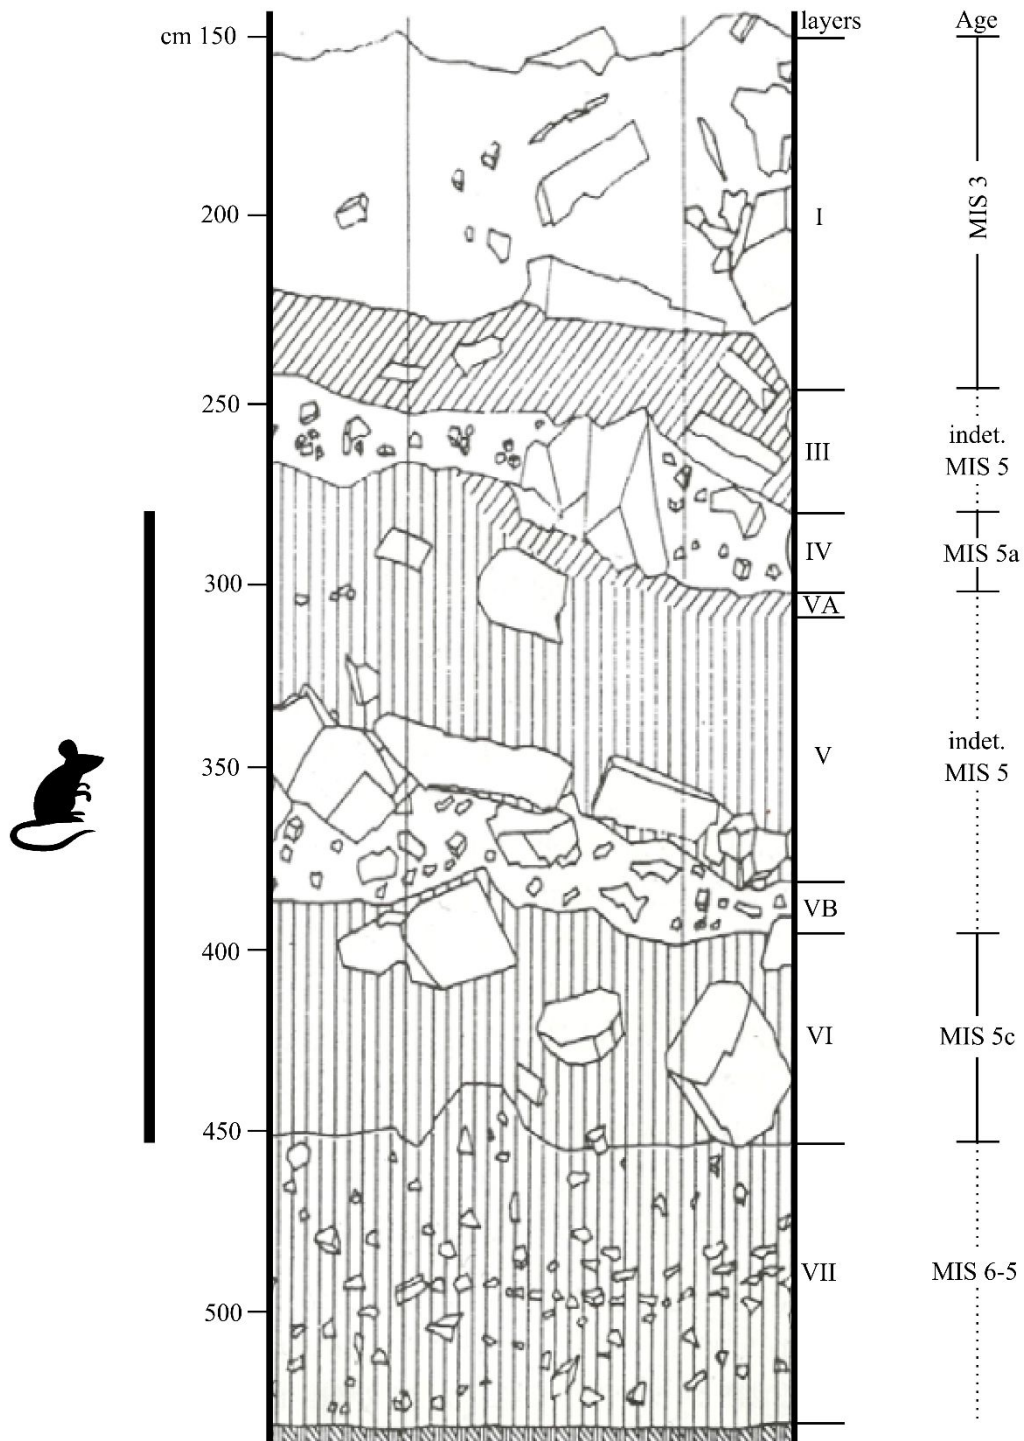 layers
Age
cm 150
MIS 3
200
I
250
indet.
MIS 5
III
IV
MIS 5a
300
VA
indet.
MIS 5
350
V
VB
400
VI
MIS 5c
450
VII
MIS 6-5
500